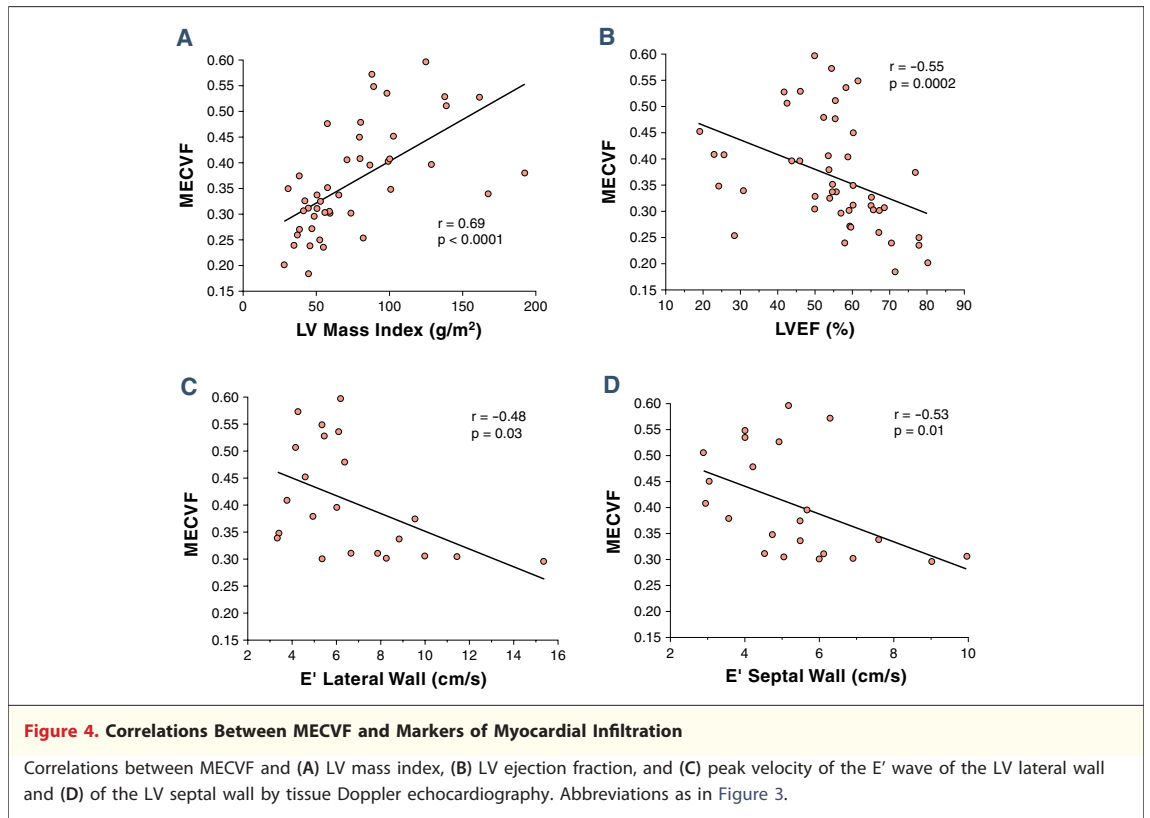 A
0.60
0.55
0.50
0.45
0.40
0.35
0.30
0.25
0.20
0.15
MECVF
r = 0.69
p < 0.0001
0 50 100 150 200
LV Mass Index (g/m²)
B
0.60
0.55
0.50
0.45
0.40
0.35
0.30
0.25
0.20
0.15
MECVF
r = −0.55
p = 0.0002
10 20 30 40 50 60 70 80 90
LVEF (%)
C
0.60
0.55
0.50
0.45
0.40
0.35
0.30
0.25
0.20
0.15
MECVF
r = −0.48
p = 0.03
2 4 6 8 10 12 14 16
E' Lateral Wall (cm/s)
D
0.60
0.55
0.50
0.45
0.40
0.35
0.30
0.25
0.20
0.15
MECVF
r = −0.53
p = 0.01
2 4 6 8 10
E' Septal Wall (cm/s)
Figure 4. Correlations Between MECVF and Markers of Myocardial Infiltration
Correlations between MECVF and (A) LV mass index, (B) LV ejection fraction, and (C) peak velocity of the E′ wave of the LV lateral wall
and (D) of the LV septal wall by tissue Doppler echocardiography. Abbreviations as in Figure 3.